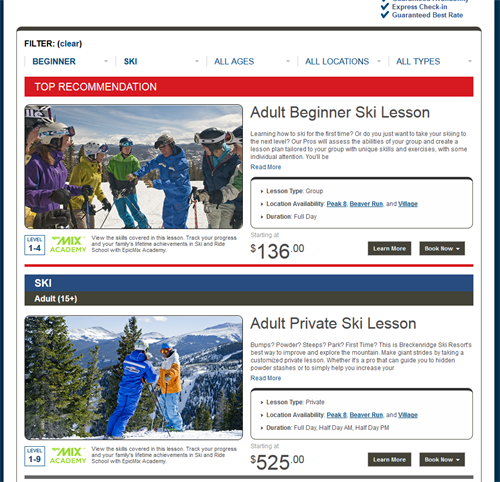 Express Check-in
Guaranteed Best Rate
FILTER: (clear)
BEGINNER SKI ALL AGES ALL LOCATIONS ALL TYPES
TOP RECOMMENDATION
Adult Beginner Ski Lesson
Learning how to ski for the first time? Or do you just want to take your skiing to
the next level? Our Pros will assess the abilities of your group and create a
lesson plan tailored to your group with unique skills and exercises, with some
individual attention. You'll be
Read More
Lesson Type: Group
Location Availability: Peak 8, Beaver Run, and Village
Duration: Full Day
LEVEL
1-4
MIX
ACADEMY
View the skills covered in this lesson. Track your progress
and your family's lifetime achievements in Ski and Ride
School with EpicMix Academy.
Starting at
$136.00
Learn More
Book Now
SKI
Adult (15+)
Adult Private Ski Lesson
Bumps? Powder? Steeps? Park? First Time? This is Breckenridge Ski Resort's
best way to improve and explore the mountain. Make giant strides by taking a
customized private lesson. Whether it's a pro that can guide you to hidden
powder stashes or to simply help you increase your
Read More
Lesson Type: Private
Location Availability: Peak 8, Beaver Run, and Village
Duration: Full Day, Half Day AM, Half Day PM
LEVEL
1-9
MIX
ACADEMY
View the skills covered in this lesson. Track your progress
and your family's lifetime achievements in Ski and Ride
School with EpicMix Academy.
Starting at
$525.00
Learn More
Book Now